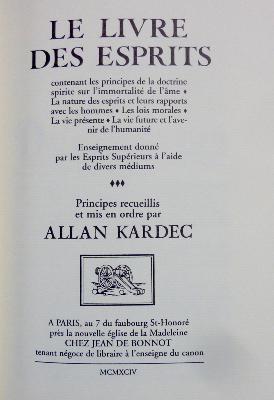 LE LIVRE
DES ESPRITS
contenant les principes de la doctrine
spirite sur l'immortalité de l'âme ♦
La nature des esprits et leurs rapports
avec les hommes ♦ Les lois morales ♦
La vie présente ♦ La vie future et l'ave-
nir de l'humanité
Enseignement donné
par les Esprits Supérieurs à l'aide
de divers médiums
♦♦♦
Principes recueillis
et mis en ordre par
ALLAN KARDEC
A PARIS, au 7 du faubourg St-Honoré
près la nouvelle église de la Madeleine
CHEZ JEAN DE BONNOT
tenant négoce de libraire à l'enseigne du canon
MCMXCIV